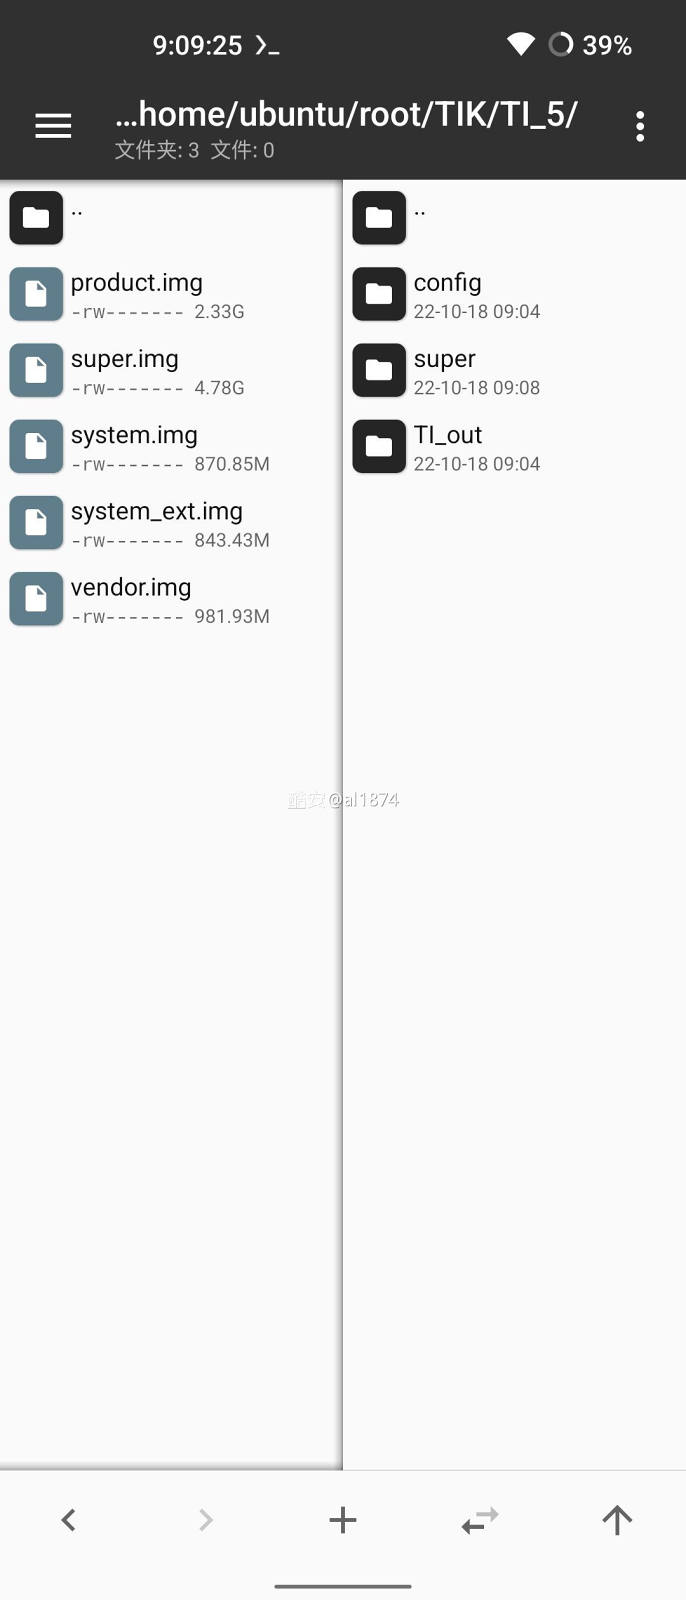 9:09:25
39%
...home/ubuntu/root/TIK/TI_5/
文件夹: 3 文件: 0
..
product.img
-rw------- 2.33G
super.img
-rw------- 4.78G
system.img
-rw------- 870.85M
system_ext.img
-rw------- 843.43M
vendor.img
-rw------- 981.93M
..
config
22-10-18 09:04
super
22-10-18 09:08
TI_out
22-10-18 09:04
酷安@al1874